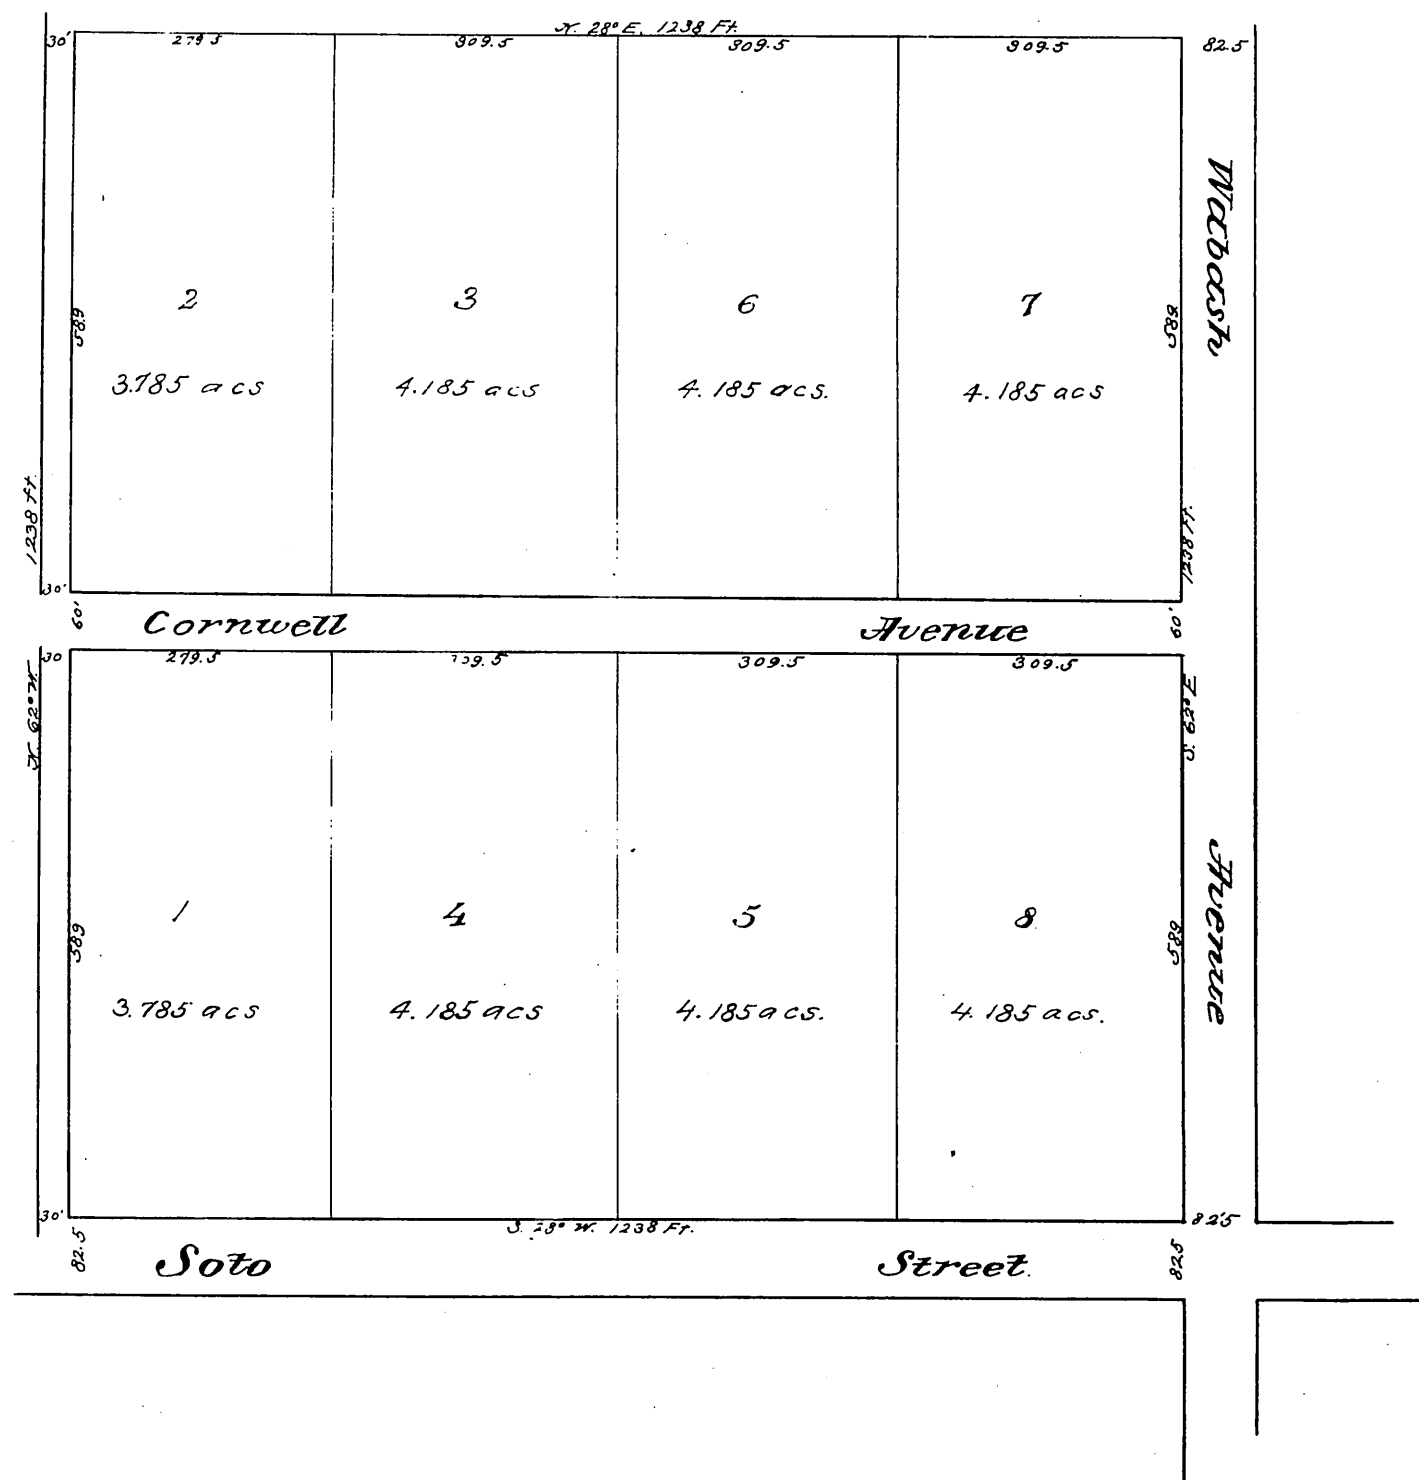 N. 28° E. 1238 Ft.
30' 279.5 309.5 309.5 309.5 82.5
Wabash
2 3 6 7
589 589
3.785 acs 4.185 acs 4.185 acs. 4.185 acs
1238 Ft. 1238 Ft.
30'
60' Cornwell Avenue 60'
30 279.5 309.5 309.5
N. 62° W. S. 62° E
Avenue
1 4 5 8
589 589
3.785 acs 4.185 acs 4.185 acs. 4.185 acs.
30' S. 28° W. 1238 Ft. 82.5
82.5 Soto Street. 82.5